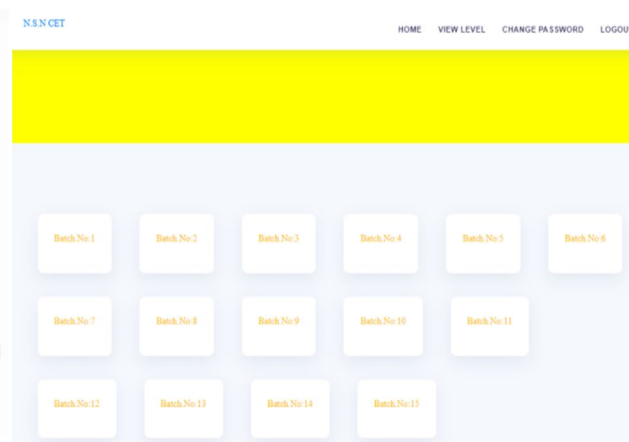 N.S.N CET
HOME VIEW LEVEL CHANGE PASSWORD LOGOU
Batch.No:1 Batch.No:2 Batch.No:3 Batch.No:4 Batch.No:5 Batch.No:6
Batch.No:7 Batch.No:8 Batch.No:9 Batch.No:10 Batch.No:11
Batch.No:12 Batch.No:13 Batch.No:14 Batch.No:15